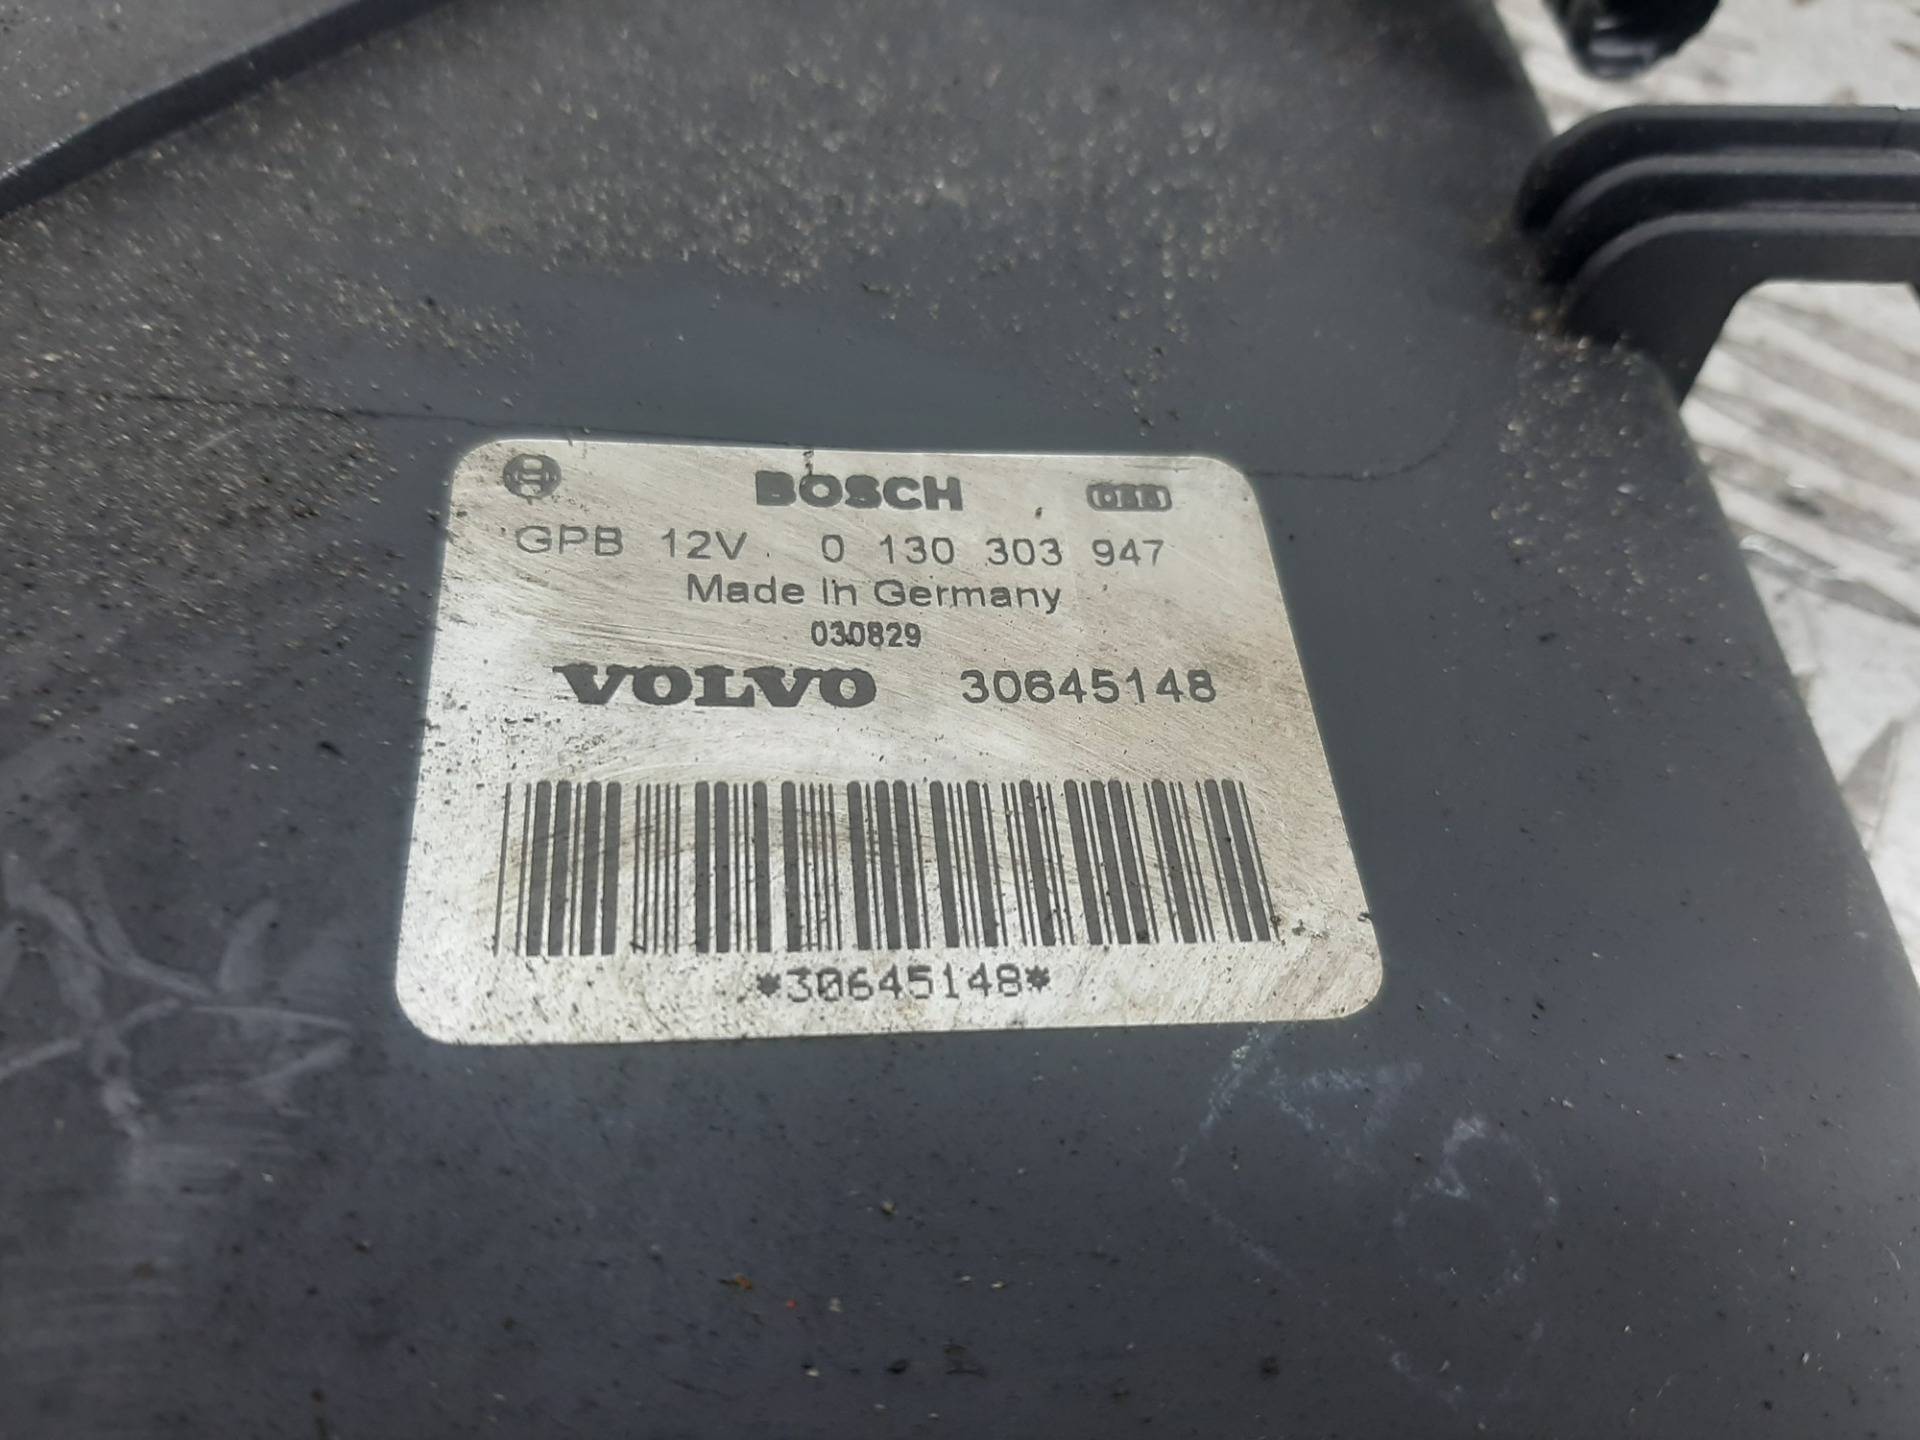 BOSCH
GPB 12V 0 130 303 947
Made in Germany
030829
VOLVO 30645148
*30645148*